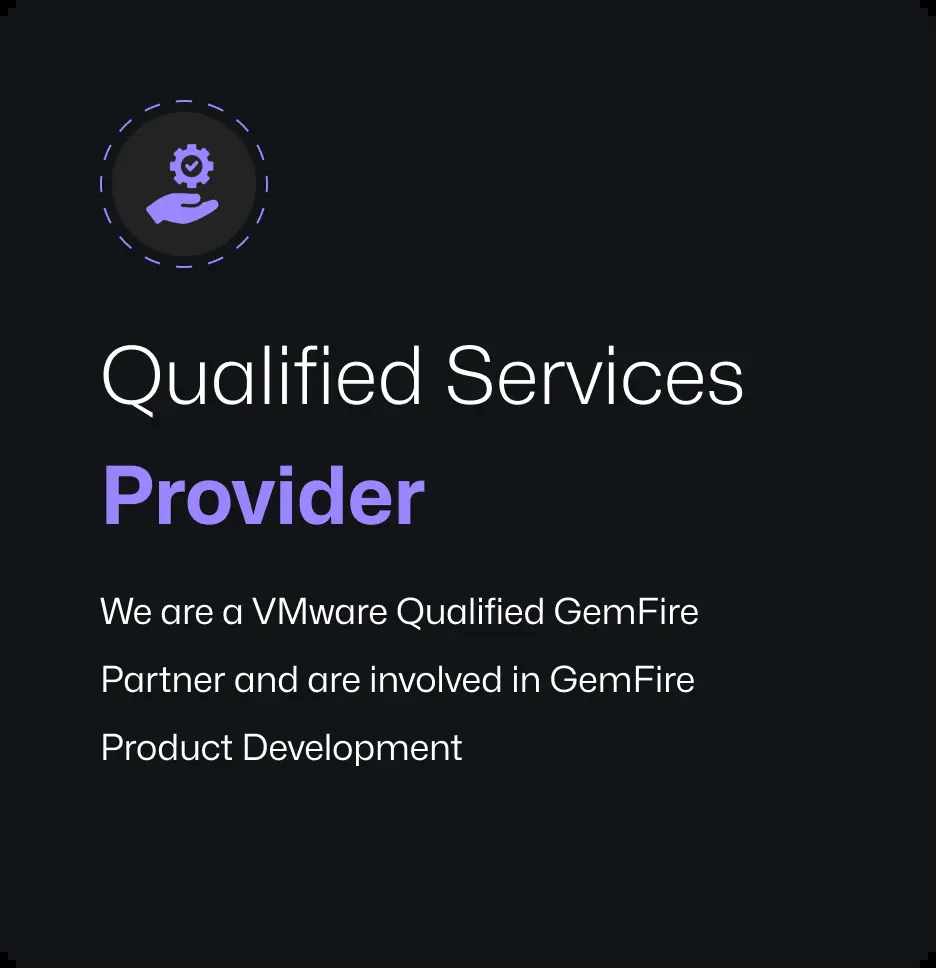 Qualified Services
Provider
We are a VMware Qualified GemFire
Partner and are involved in GemFire
Product Development